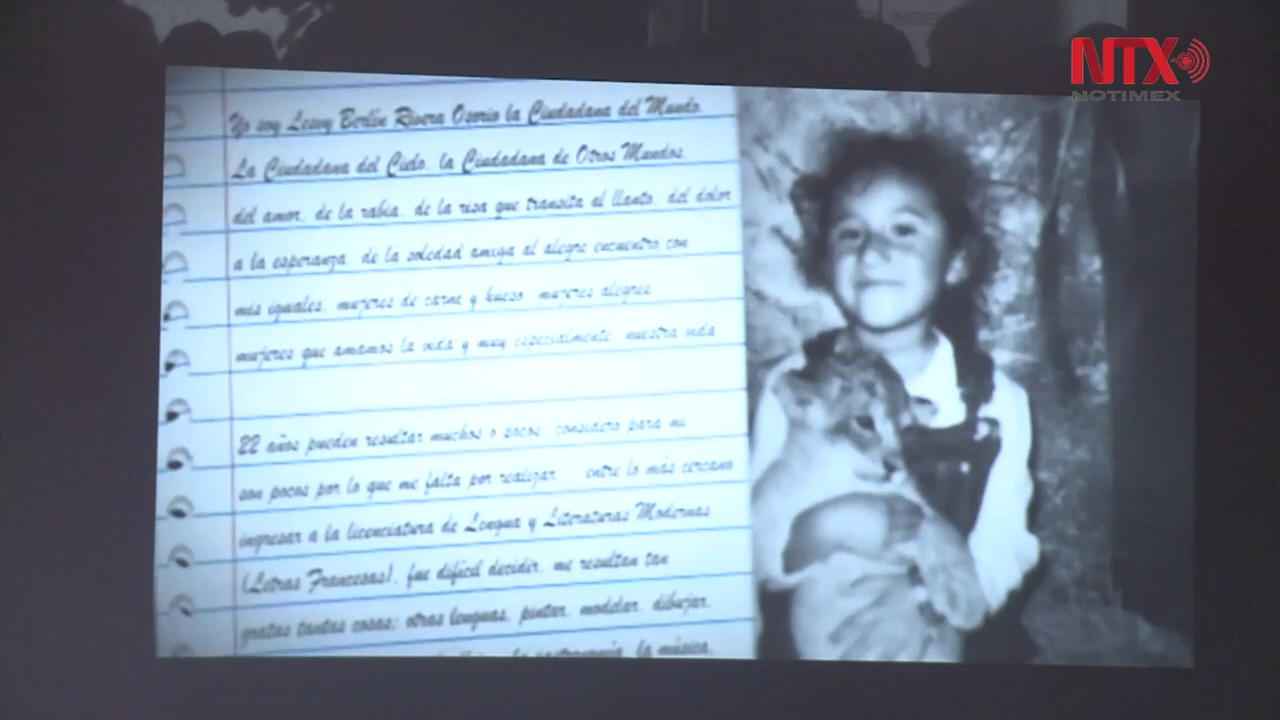 NTX
NOTIMEX
Yo soy Lesvy Berlín Rivera Osorio la Ciudadana del Mundo.
La Ciudadana del Cielo, la Ciudadana de Otros Mundos,
del amor, de la rabia, de la risa que transita al llanto, del dolor
a la esperanza, de la soledad amiga al alegre encuentro con
mis iguales, mujeres de carne y hueso, mujeres alegres
mujeres que amamos la vida y muy especialmente, nuestra vida
22 años pueden resultar muchos o pocos, considero para mi
son pocos por lo que me falta por realizar entre lo más cercano
ingresar a la licenciatura de Lengua y Literaturas Modernas
(Letras Francesas), fue difícil decidir, me resultan tan
gratas tantas cosas; otras lenguas, pintar, modelar, dibujar,
la gastronomía, la música,